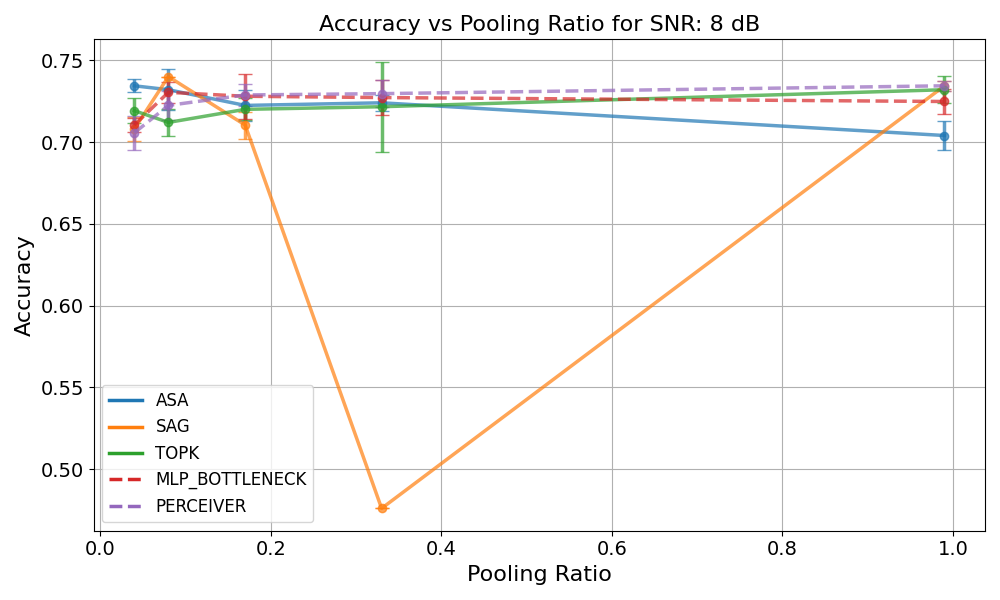 Accuracy vs Pooling Ratio for SNR: 8 dB
0.75
0.70
0.65
0.60
0.55
0.50
Accuracy
ASA
SAG
TOPK
MLP_BOTTLENECK
PERCEIVER
0.0 0.2 0.4 0.6 0.8 1.0
Pooling Ratio